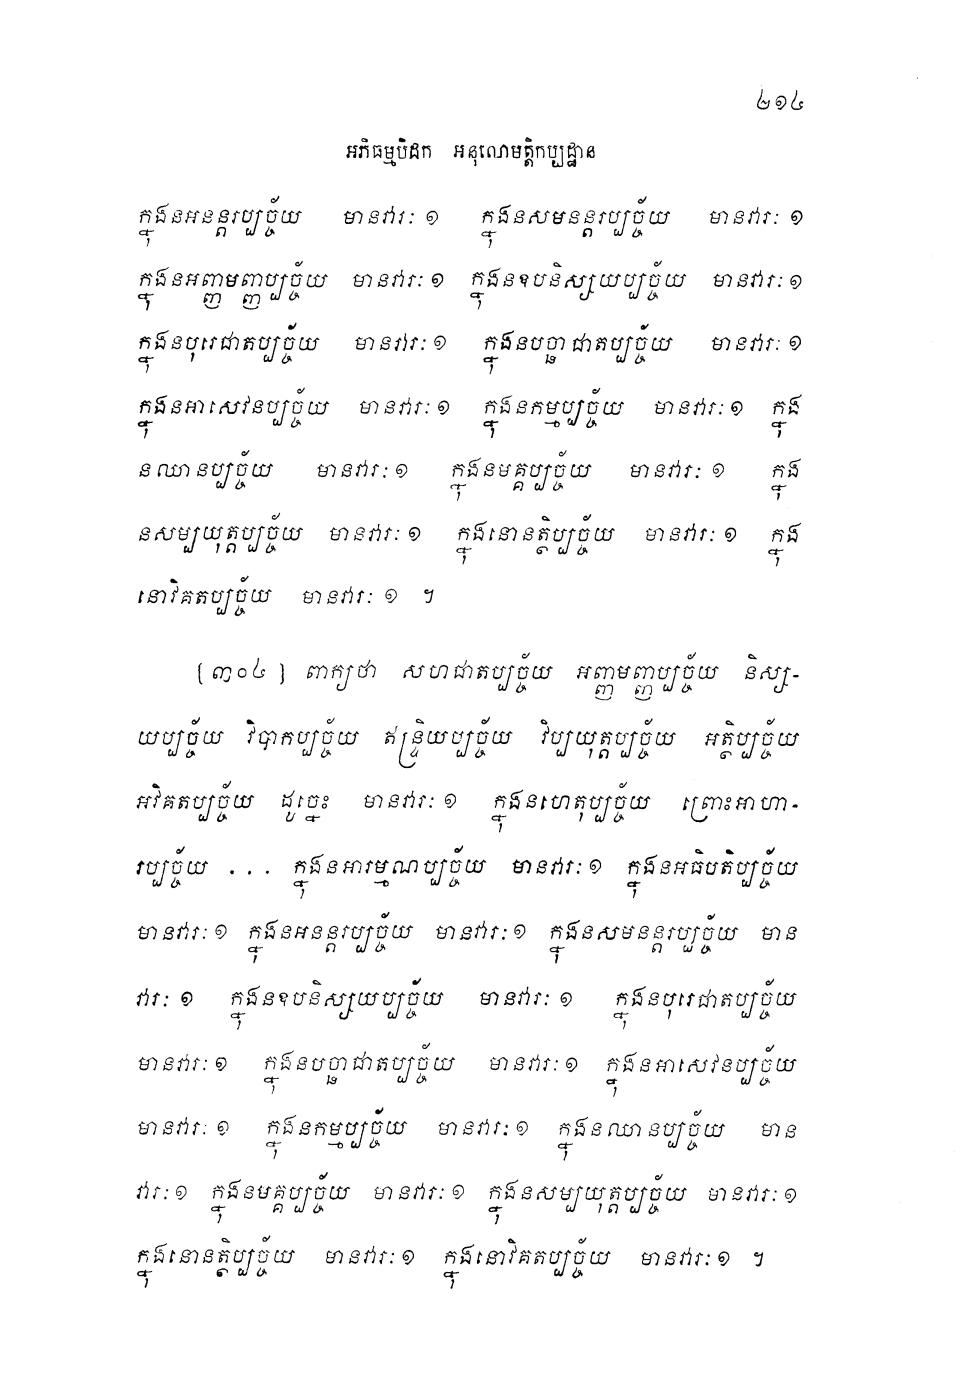 ២១៤
អភិធម្មបិដក អនុលោមត្តិកប្បដ្ឋាន
ក្នុងនអនន្តរប្បច្ច័យ មានវារៈ ១ ក្នុងនសមនន្តរប្បច្ច័យ មានវារៈ ១
ក្នុងនអញ្ញាមញ្ញាប្បច្ច័យ មានវារៈ ១ ក្នុងនឧបនិស្សយប្បច្ច័យ មានវារៈ ១
ក្នុងនបុរេជាតប្បច្ច័យ មានវារៈ ១ ក្នុងនបច្ឆាជាតប្បច្ច័យ មានវារៈ ១
ក្នុងនអាសេវនប្បច្ច័យ មានវារៈ ១ ក្នុងនកម្មប្បច្ច័យ មានវារៈ ១ ក្នុង
នឈានប្បច្ច័យ មានវារៈ ១ ក្នុងនមគ្គប្បច្ច័យ មានវារៈ ១ ក្នុង
នសម្បយុត្តប្បច្ច័យ មានវារៈ ១ ក្នុងនោនត្ថិប្បច្ច័យ មានវារៈ ១ ក្នុង
នោវិគតប្បច្ច័យ មានវារៈ ១ ។
[៣០៤] ពាក្យថា សហជាតប្បច្ច័យ អញ្ញាមញ្ញាប្បច្ច័យ និស្ស-
យប្បច្ច័យ វិបាកប្បច្ច័យ ឥន្ទ្រិយប្បច្ច័យ វិប្បយុត្តប្បច្ច័យ អត្ថិប្បច្ច័យ
អវិគតប្បច្ច័យ ដូច្នេះ មានវារៈ ១ ក្នុងនហេតុប្បច្ច័យ ព្រោះអាហា-
រប្បច្ច័យ ... ក្នុងនអារម្មណប្បច្ច័យ មានវារៈ ១ ក្នុងនអធិបតិប្បច្ច័យ
មានវារៈ ១ ក្នុងនអនន្តរប្បច្ច័យ មានវារៈ ១ ក្នុងនសមនន្តរប្បច្ច័យ មាន
វារៈ ១ ក្នុងនឧបនិស្សយប្បច្ច័យ មានវារៈ ១ ក្នុងនបុរេជាតប្បច្ច័យ
មានវារៈ ១ ក្នុងនបច្ឆាជាតប្បច្ច័យ មានវារៈ ១ ក្នុងនអាសេវនប្បច្ច័យ
មានវារៈ ១ ក្នុងនកម្មប្បច្ច័យ មានវារៈ ១ ក្នុងនឈានប្បច្ច័យ មាន
វារៈ ១ ក្នុងនមគ្គប្បច្ច័យ មានវារៈ ១ ក្នុងនសម្បយុត្តប្បច្ច័យ មានវារៈ ១
ក្នុងនោនត្ថិប្បច្ច័យ មានវារៈ ១ ក្នុងនោវិគតប្បច្ច័យ មានវារៈ ១ ។